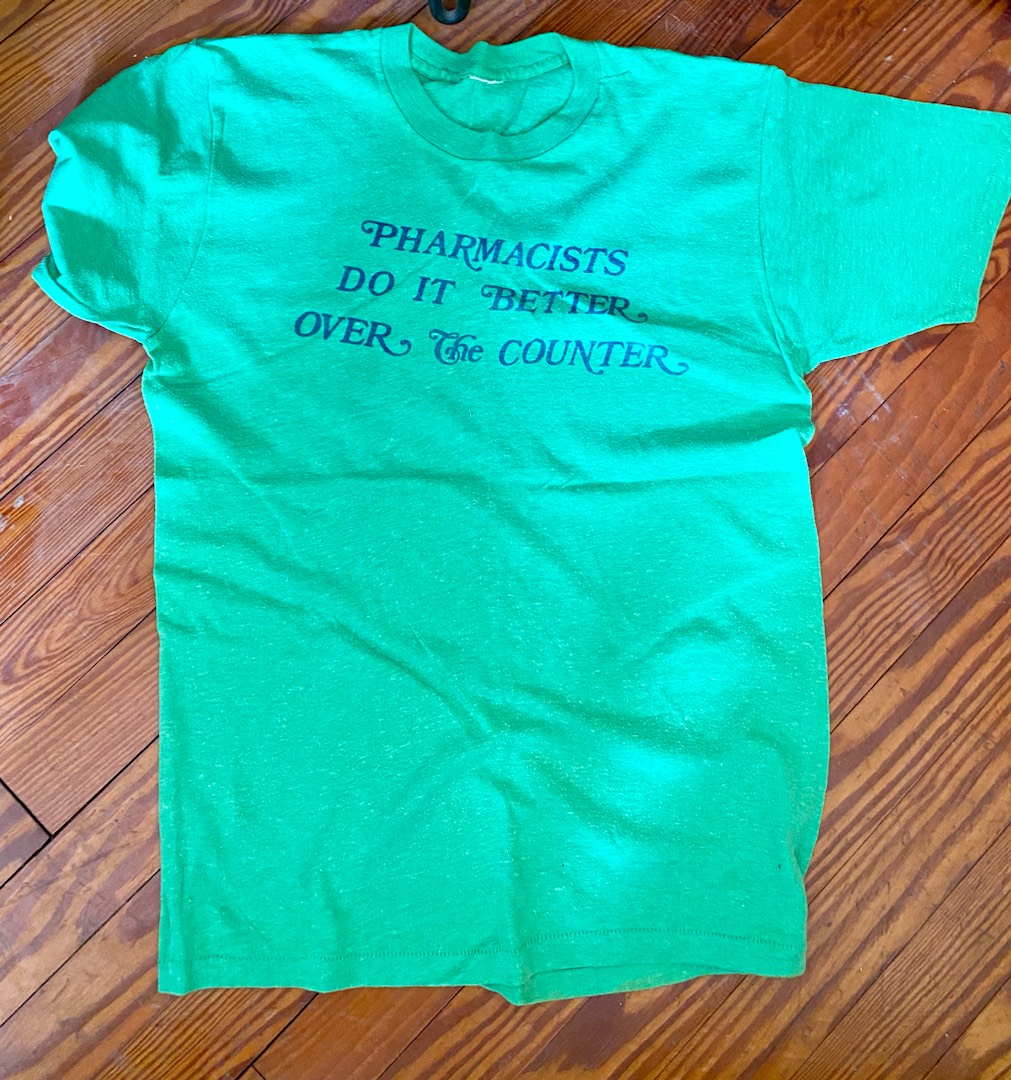 PHARMACISTS
DO IT BETTER
OVER The COUNTER